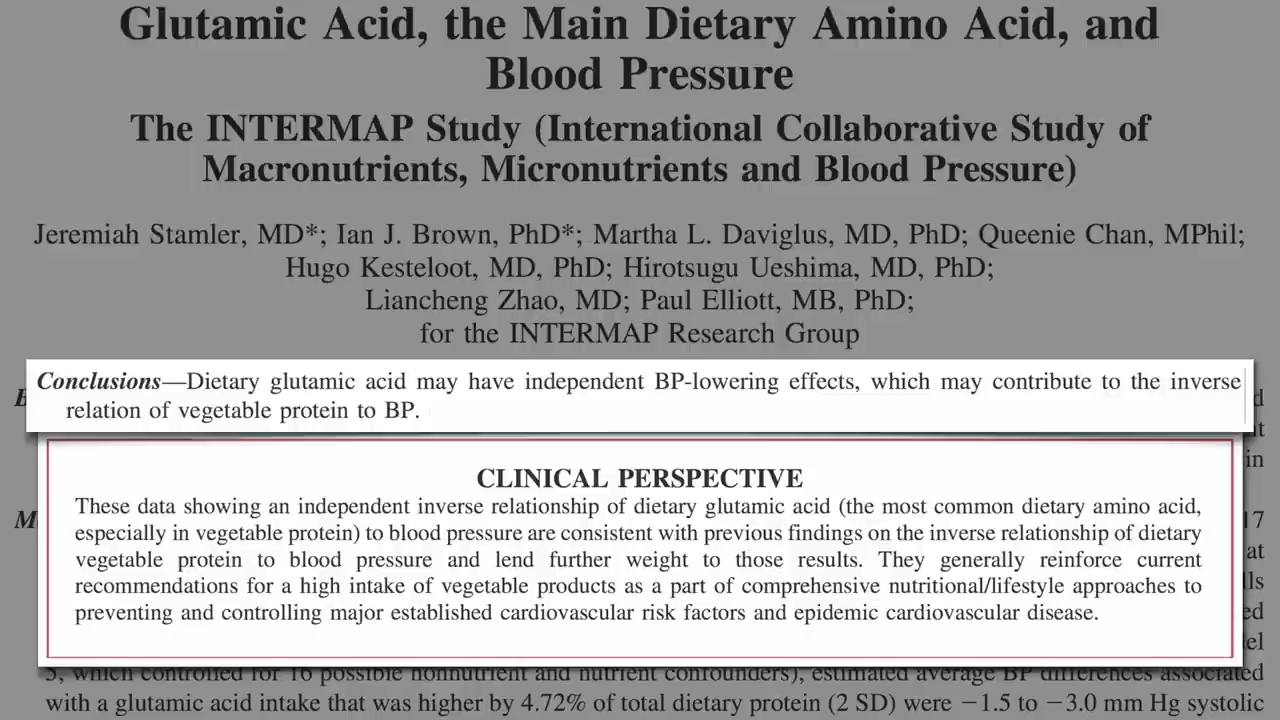 Glutamic Acid, the Main Dietary Amino Acid, and
Blood Pressure
The INTERMAP Study (International Collaborative Study of
Macronutrients, Micronutrients and Blood Pressure)
Jeremiah Stamler, MD*; Ian J. Brown, PhD*; Martha L. Daviglus, MD, PhD; Queenie Chan, MPhil;
Hugo Kesteloot, MD, PhD; Hirotsugu Ueshima, MD, PhD;
Liancheng Zhao, MD; Paul Elliott, MB, PhD;
for the INTERMAP Research Group
Conclusions—Dietary glutamic acid may have independent BP-lowering effects, which may contribute to the inverse
relation of vegetable protein to BP.
CLINICAL PERSPECTIVE
These data showing an independent inverse relationship of dietary glutamic acid (the most common dietary amino acid,
especially in vegetable protein) to blood pressure are consistent with previous findings on the inverse relationship of dietary
vegetable protein to blood pressure and lend further weight to those results. They generally reinforce current
recommendations for a high intake of vegetable products as a part of comprehensive nutritional/lifestyle approaches to
preventing and controlling major established cardiovascular risk factors and epidemic cardiovascular disease.
5, which controlled for 16 possible nonnutrient and nutrient confounders), estimated average BP differences associated
with a glutamic acid intake that was higher by 4.72% of total dietary protein (2 SD) were −1.5 to −3.0 mm Hg systolic